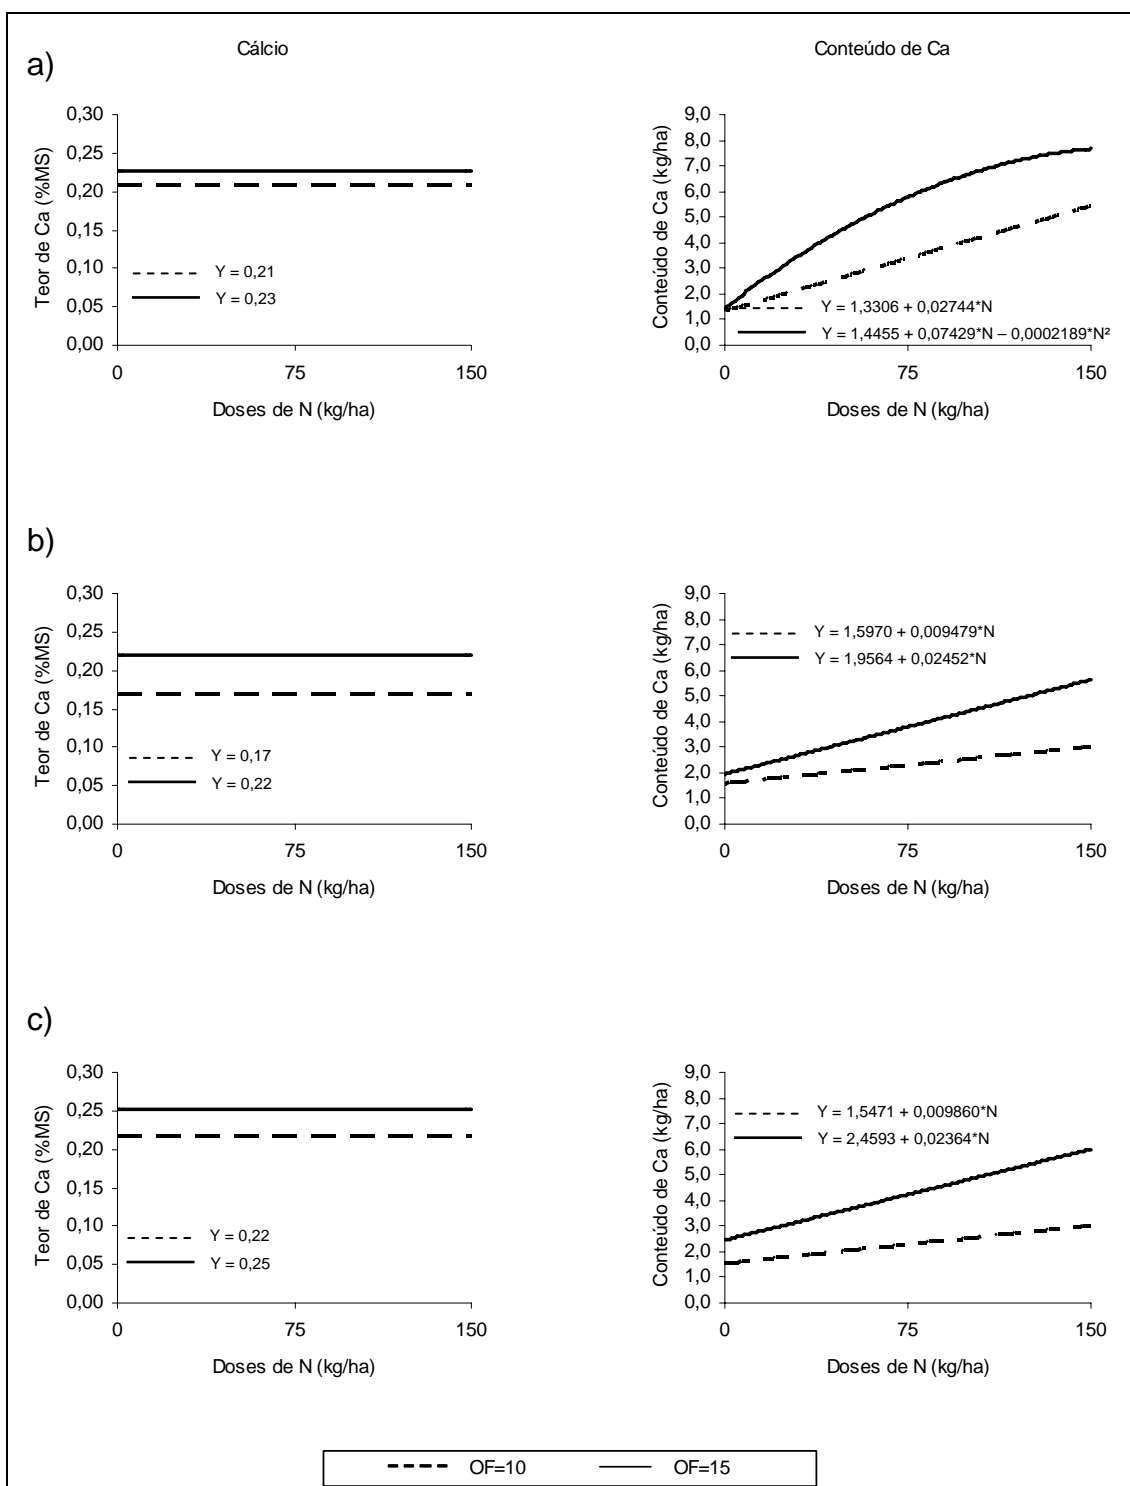 Cálcio
Conteúdo de Ca
a)
Teor de Ca (%MS)
0,30
0,25
0,20
0,15
0,10
0,05
0,00
Y = 0,21
Y = 0,23
0 75 150
Doses de N (kg/ha)
Conteúdo de Ca (kg/ha)
9,0
8,0
7,0
6,0
5,0
4,0
3,0
2,0
1,0
0,0
Y = 1,3306 + 0,02744*N
Y = 1,4455 + 0,07429*N – 0,0002189*N²
0 75 150
Doses de N (kg/ha)
b)
Teor de Ca (%MS)
0,30
0,25
0,20
0,15
0,10
0,05
0,00
Y = 0,17
Y = 0,22
0 75 150
Doses de N (kg/ha)
Conteúdo de Ca (kg/ha)
9,0
8,0
7,0
6,0
5,0
4,0
3,0
2,0
1,0
0,0
Y = 1,5970 + 0,009479*N
Y = 1,9564 + 0,02452*N
0 75 150
Doses de N (kg/ha)
c)
Teor de Ca (%MS)
0,30
0,25
0,20
0,15
0,10
0,05
0,00
Y = 0,22
Y = 0,25
0 75 150
Doses de N (kg/ha)
Conteúdo de Ca (kg/ha)
9,0
8,0
7,0
6,0
5,0
4,0
3,0
2,0
1,0
0,0
Y = 1,5471 + 0,009860*N
Y = 2,4593 + 0,02364*N
0 75 150
Doses de N (kg/ha)
OF=10 OF=15